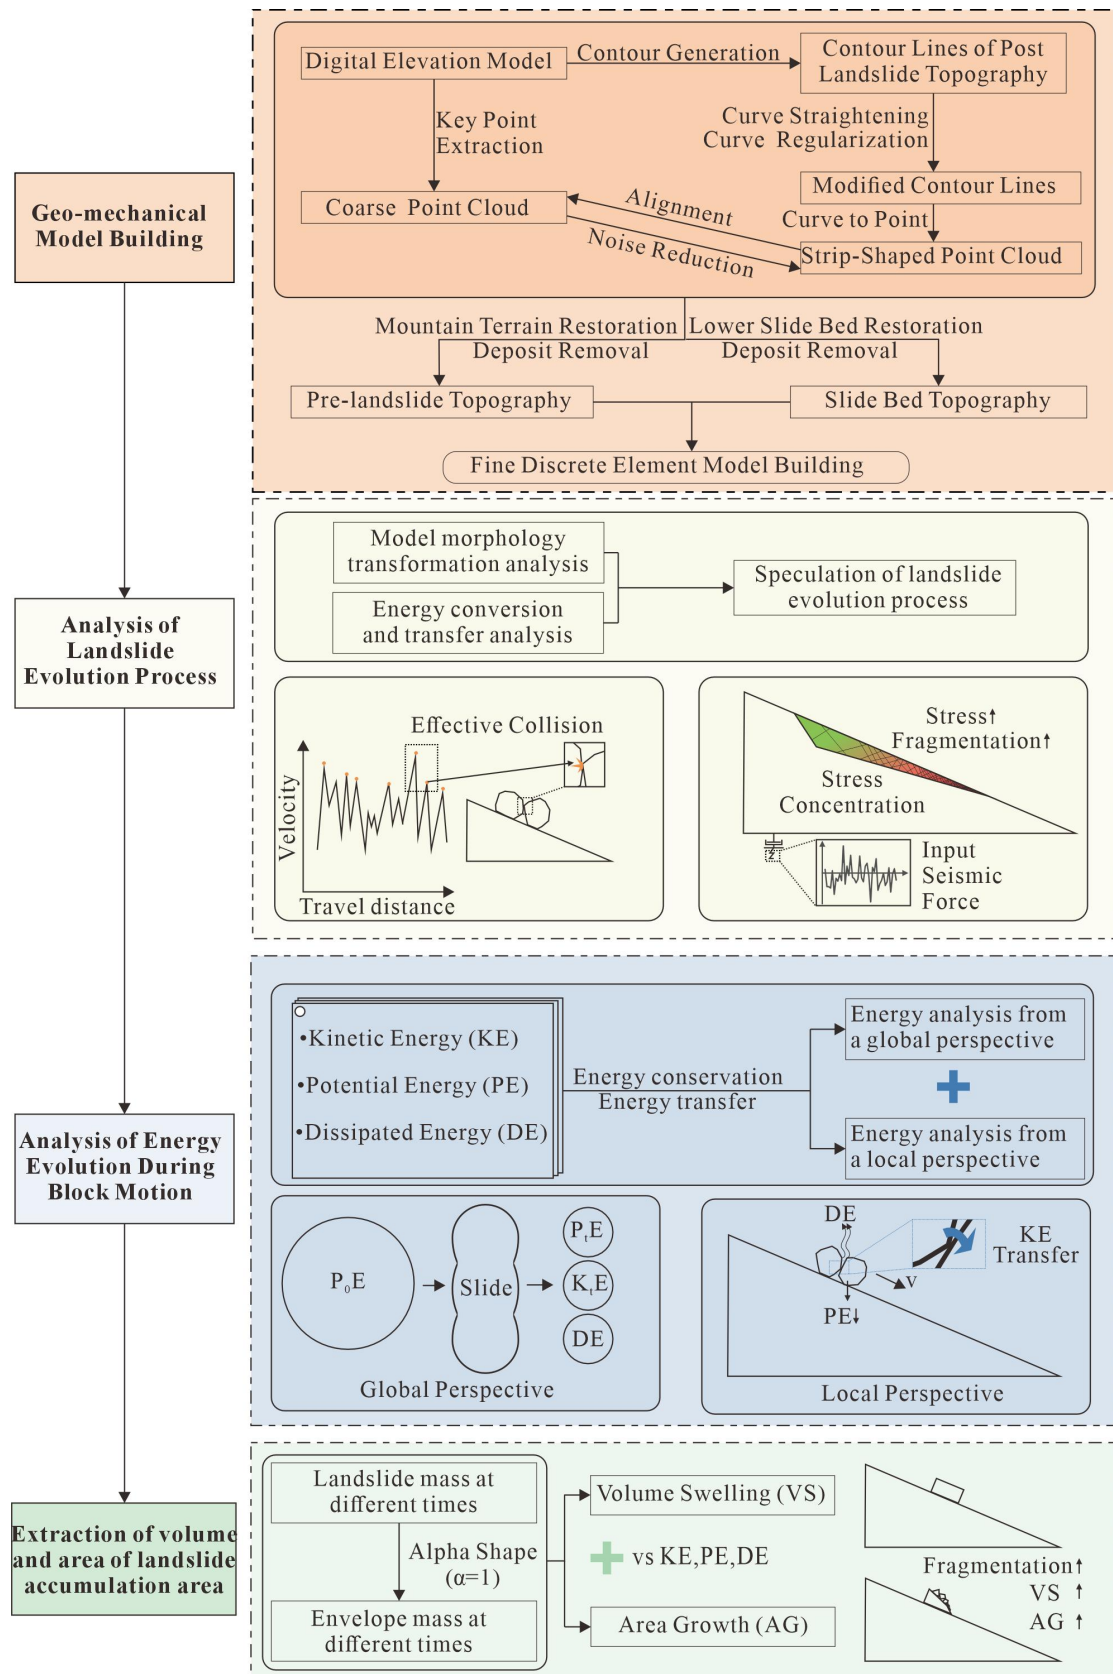 Geo-mechanical
Model Building
Digital Elevation Model
Contour Generation
Contour Lines of Post
Landslide Topography
Key Point
Extraction
Curve Straightening
Curve Regularization
Coarse Point Cloud
Alignment
Noise Reduction
Modified Contour Lines
Curve to Point
Strip-Shaped Point Cloud
Mountain Terrain Restoration
Deposit Removal
Lower Slide Bed Restoration
Deposit Removal
Pre-landslide Topography
Slide Bed Topography
Fine Discrete Element Model Building
Analysis of
Landslide
Evolution Process
Model morphology
transformation analysis
Energy conversion
and transfer analysis
Speculation of landslide
evolution process
Effective Collision
Velocity
Travel distance
Stress↑
Fragmentation↑
Stress
Concentration
Input
Seismic
Force
Analysis of Energy
Evolution During
Block Motion
•Kinetic Energy (KE)
•Potential Energy (PE)
•Dissipated Energy (DE)
Energy conservation
Energy transfer
Energy analysis from
a global perspective
Energy analysis from
a local perspective
P₀E
Slide
PₜE
KₜE
DE
Global Perspective
DE
KE
Transfer
v
PE↓
Local Perspective
Extraction of volume
and area of landslide
accumulation area
Landslide mass at
different times
Alpha Shape
(α=1)
Envelope mass at
different times
Volume Swelling (VS)
vs KE,PE,DE
Area Growth (AG)
Fragmentation↑
VS ↑
AG ↑